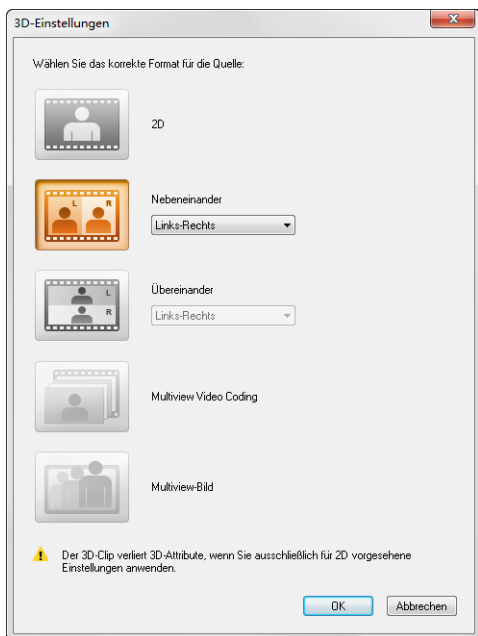 3D-Einstellungen
Wählen Sie das korrekte Format für die Quelle:
2D
L R
Nebeneinander
Links-Rechts
L
R
Übereinander
Links-Rechts
Multiview Video Coding
Multiview-Bild
Der 3D-Clip verliert 3D-Attribute, wenn Sie ausschließlich für 2D vorgesehene
Einstellungen anwenden.
OK Abbrechen